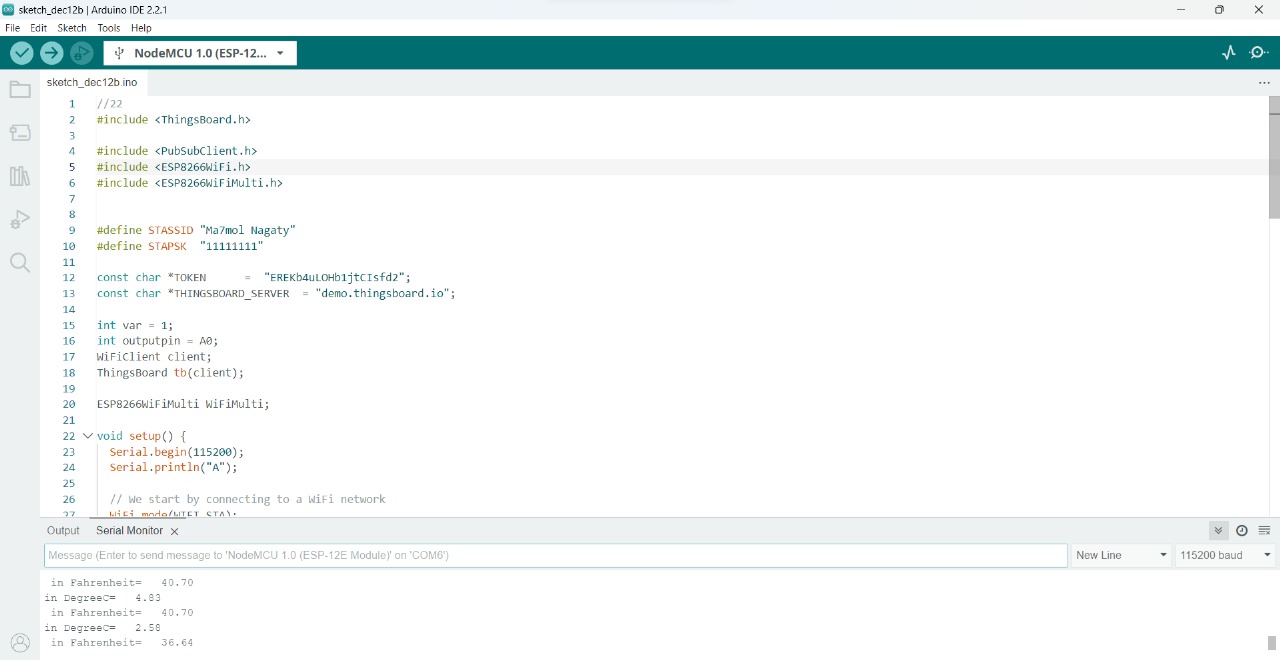 sketch_dec12b | Arduino IDE 2.2.1
File Edit Sketch Tools Help
NodeMCU 1.0 (ESP-12...
sketch_dec12b.ino
1 //22
2 #include <ThingsBoard.h>
3
4 #include <PubSubClient.h>
5 #include <ESP8266WiFi.h>
6 #include <ESP8266WiFiMulti.h>
7
8
9 #define STASSID "Ma7mol Nagaty"
10 #define STAPSK "11111111"
11
12 const char *TOKEN = "EREKb4uLOHb1jtCIsfd2";
13 const char *THINGSBOARD_SERVER = "demo.thingsboard.io";
14
15 int var = 1;
16 int outputpin = A0;
17 WiFiClient client;
18 ThingsBoard tb(client);
19
20 ESP8266WiFiMulti WiFiMulti;
21
22 void setup() {
23 Serial.begin(115200);
24 Serial.println("A");
25
26 // We start by connecting to a WiFi network
27 WiFi.mode(WIFI_STA);
Output Serial Monitor
Message (Enter to send message to 'NodeMCU 1.0 (ESP-12E Module)' on 'COM6') New Line 115200 baud
in Fahrenheit= 40.70
in DegreeC= 4.83
in Fahrenheit= 40.70
in DegreeC= 2.58
in Fahrenheit= 36.64